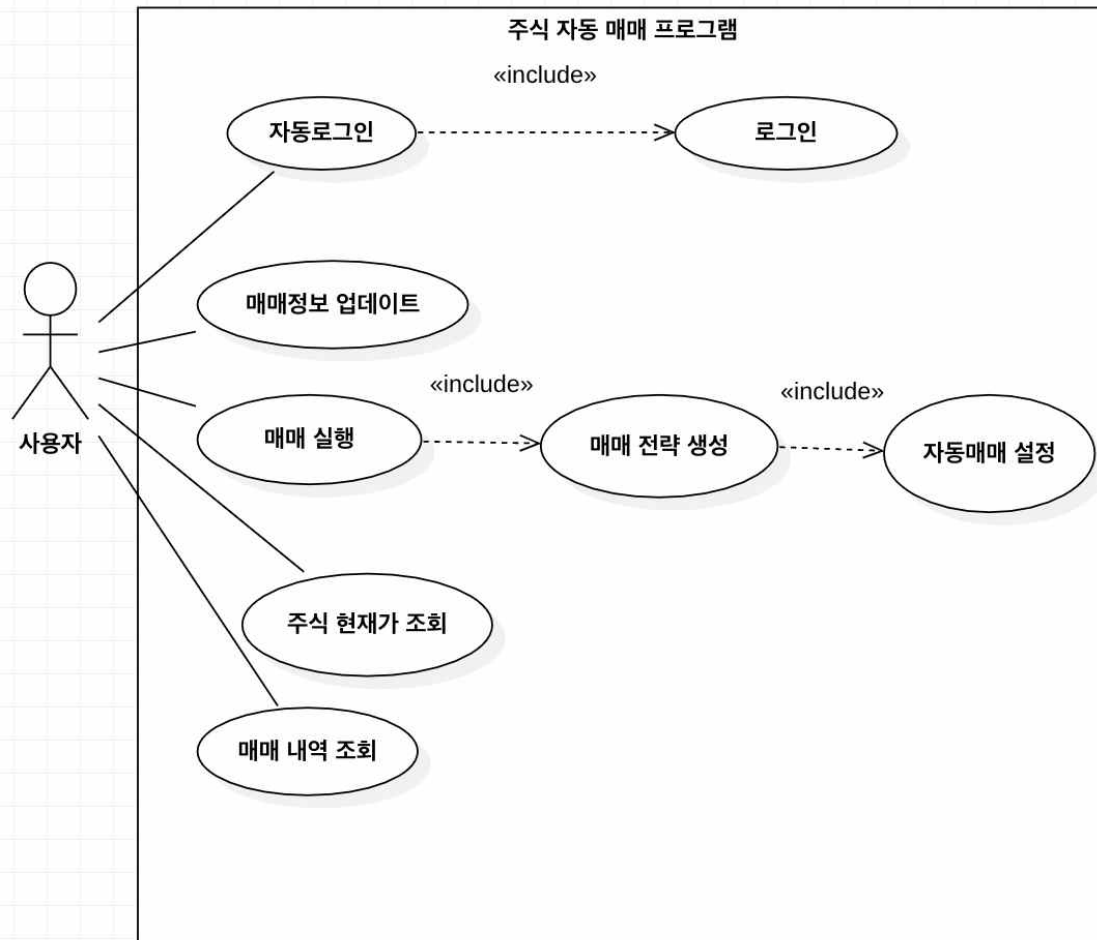 주식 자동 매매 프로그램
«include»
자동로그인
로그인
매매정보 업데이트
«include»
«include»
매매 실행
매매 전략 생성
자동매매 설정
사용자
주식 현재가 조회
매매 내역 조회